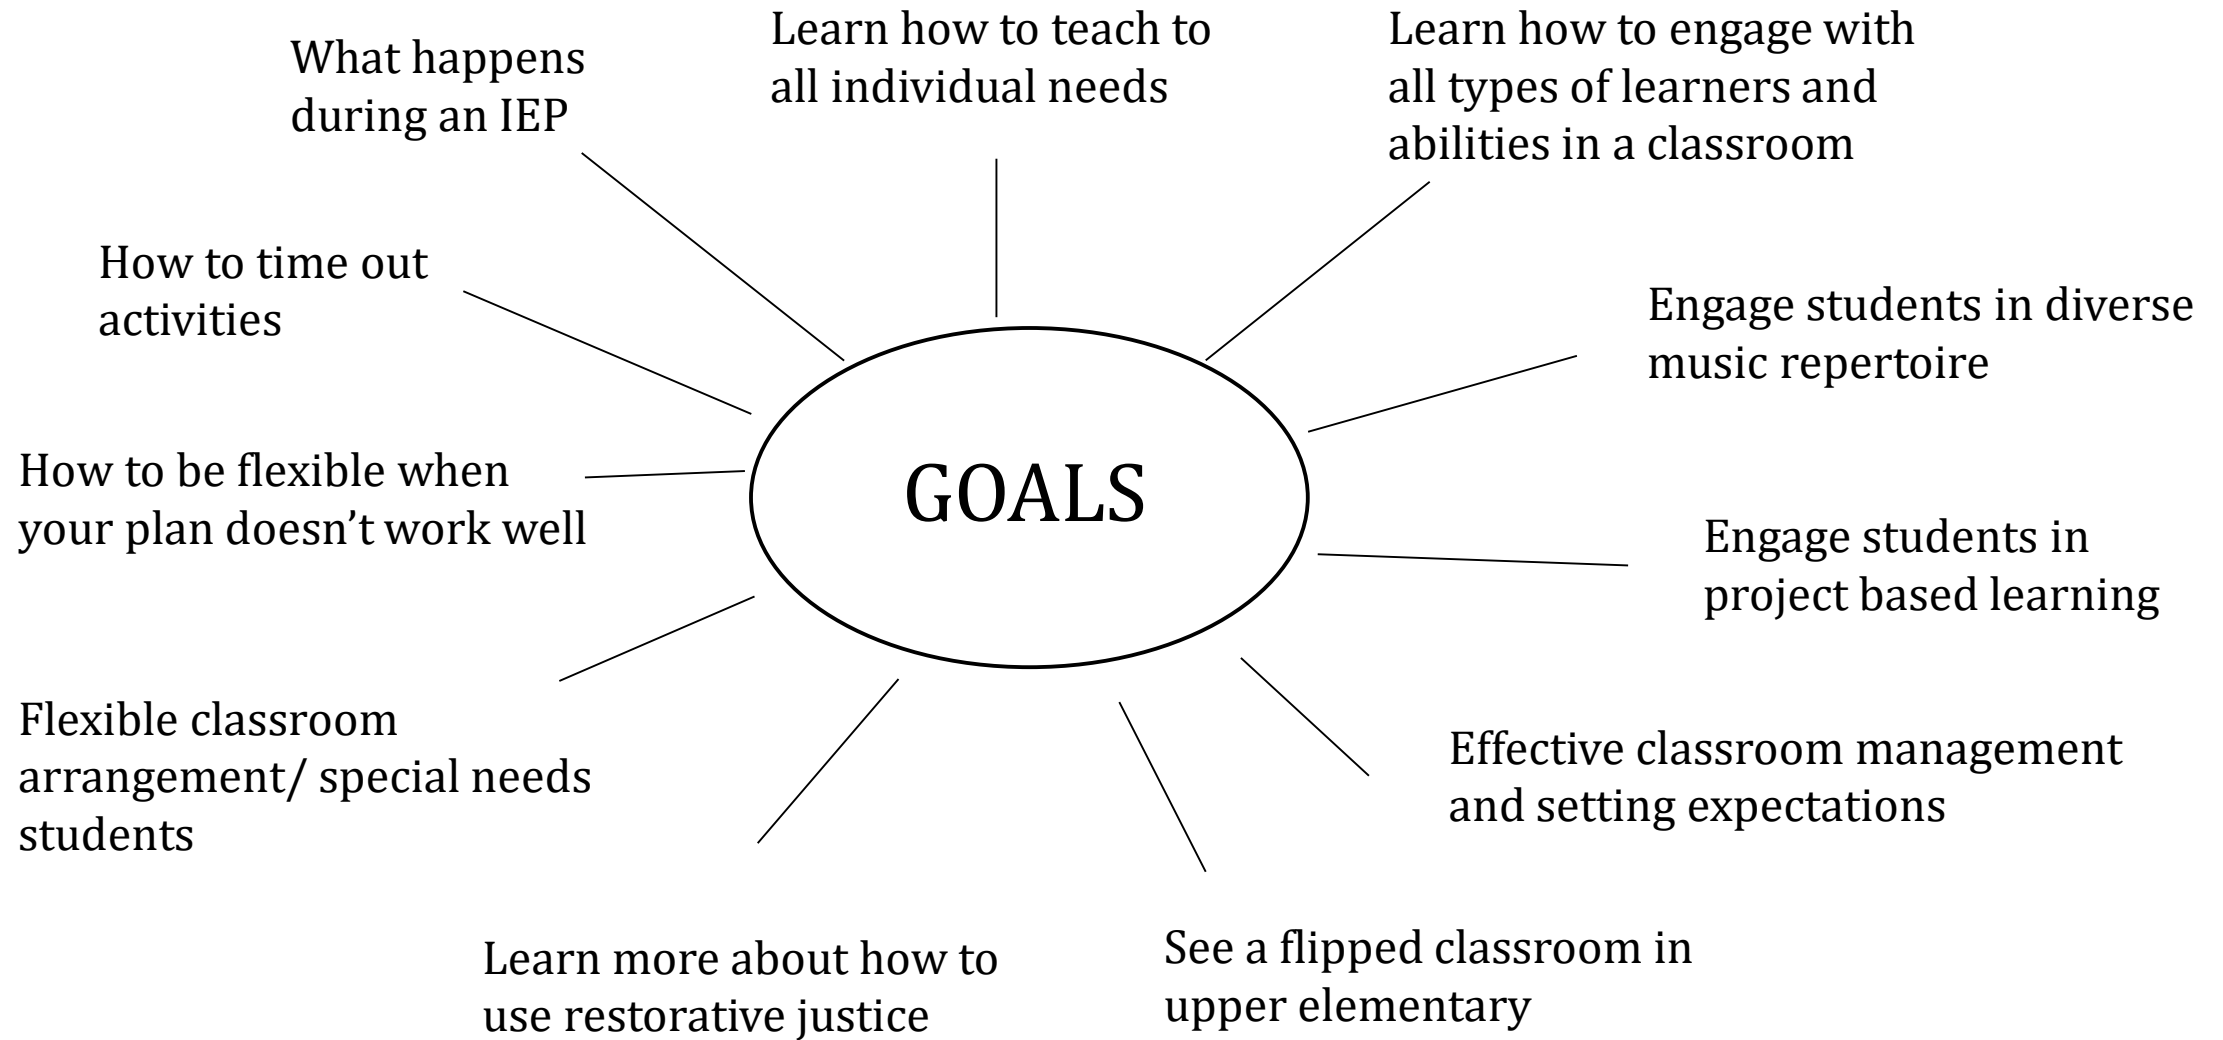 What happens
during an IEP
Learn how to teach to
all individual needs
Learn how to engage with
all types of learners and
abilities in a classroom
How to time out
activities
Engage students in diverse
music repertoire
How to be flexible when
your plan doesn’t work well
GOALS
Engage students in
project based learning
Flexible classroom
arrangement/ special needs
students
Effective classroom management
and setting expectations
Learn more about how to
use restorative justice
See a flipped classroom in
upper elementary